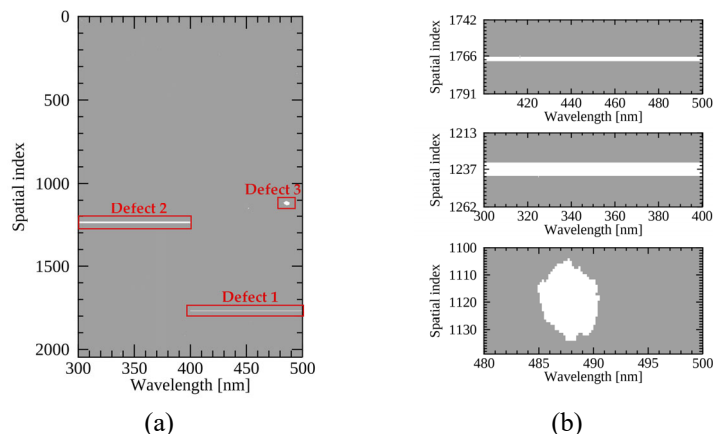 0
500
1000
1500
2000
Spatial index
300
400
500
Wavelength [nm]
Defect 3
Defect 2
Defect 1
(a)
1742
1766
1791
Spatial index
420
440
460
480
500
Wavelength [nm]
1213
1237
1262
Spatial index
300
320
340
360
380
400
Wavelength [nm]
1100
1110
1120
1130
Spatial index
480
485
490
495
500
Wavelength [nm]
(b)